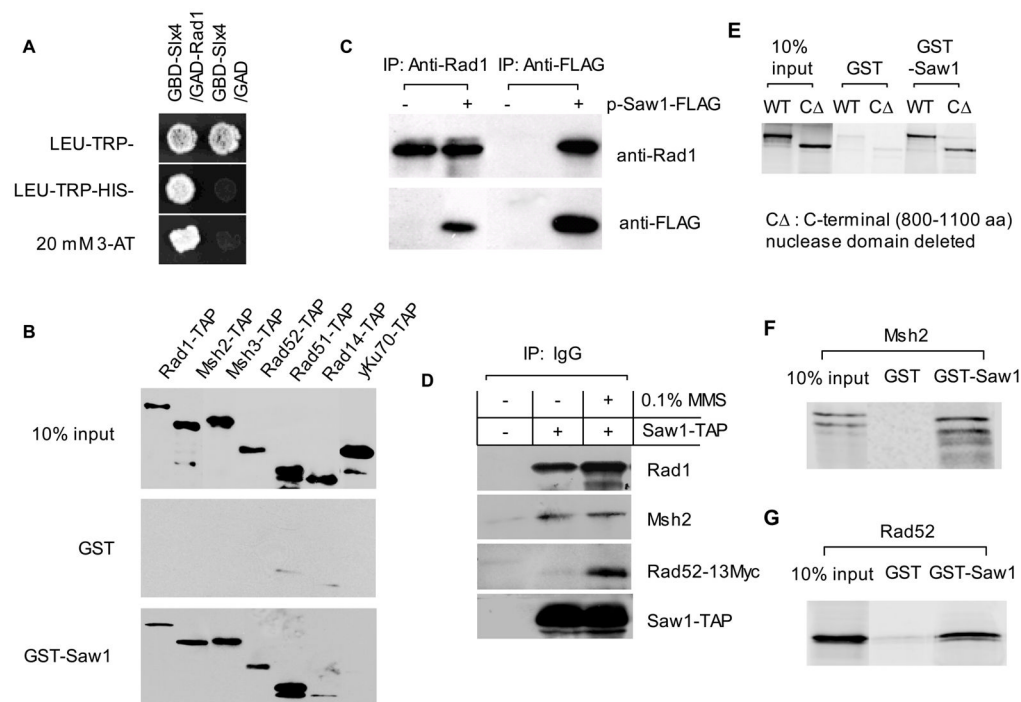 A
GBD-Slx4
/GAD-Rad1
GBD-Slx4
/GAD
LEU-TRP-
LEU-TRP-HIS-
20 mM 3-AT
B
Rad1-TAP
Msh2-TAP
Msh3-TAP
Rad52-TAP
Rad51-TAP
Rad14-TAP
yKu70-TAP
10% input
GST
GST-Saw1
C
IP: Anti-Rad1 IP: Anti-FLAG
- + - + p-Saw1-FLAG
anti-Rad1
anti-FLAG
D
IP: IgG
- - + 0.1% MMS
- + + Saw1-TAP
Rad1
Msh2
Rad52-13Myc
Saw1-TAP
E
10%
input
GST
GST
-Saw1
WT CΔ WT CΔ WT CΔ
CΔ : C-terminal (800-1100 aa)
nuclease domain deleted
F
Msh2
10% input GST GST-Saw1
G
Rad52
10% input GST GST-Saw1